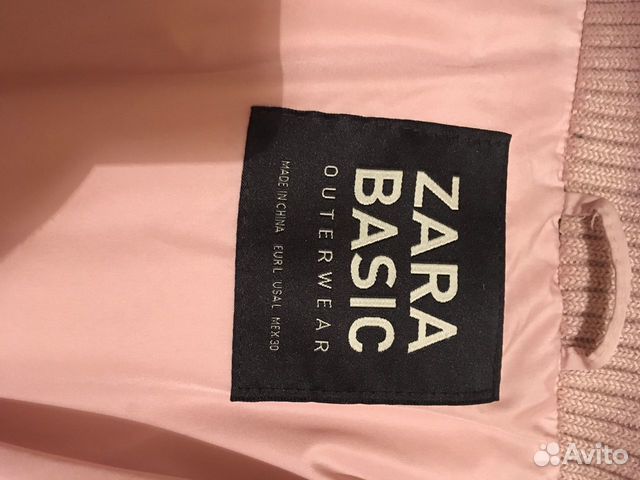 ZARA
BASIC
OUTERWEAR
MADE IN CHINA EUR L USA L MEX 30
Avito